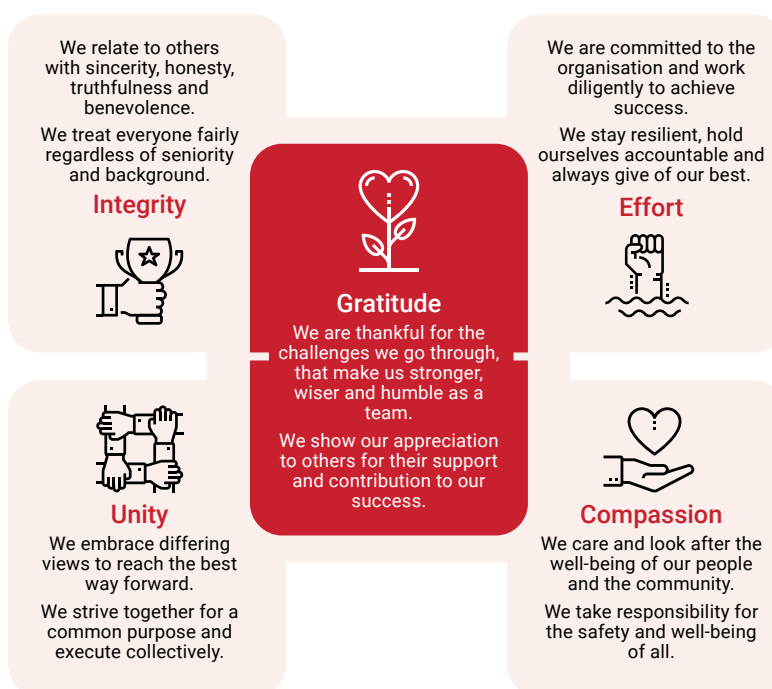 We relate to others
with sincerity, honesty,
truthfulness and
benevolence.
We treat everyone fairly
regardless of seniority
and background.
Integrity
We are committed to the
organisation and work
diligently to achieve
success.
We stay resilient, hold
ourselves accountable and
always give of our best.
Effort
Gratitude
We are thankful for the
challenges we go through,
that make us stronger,
wiser and humble as a
team.
We show our appreciation
to others for their support
and contribution to our
success.
Unity
We embrace differing
views to reach the best
way forward.
We strive together for a
common purpose and
execute collectively.
Compassion
We care and look after the
well-being of our people
and the community.
We take responsibility for
the safety and well-being
of all.